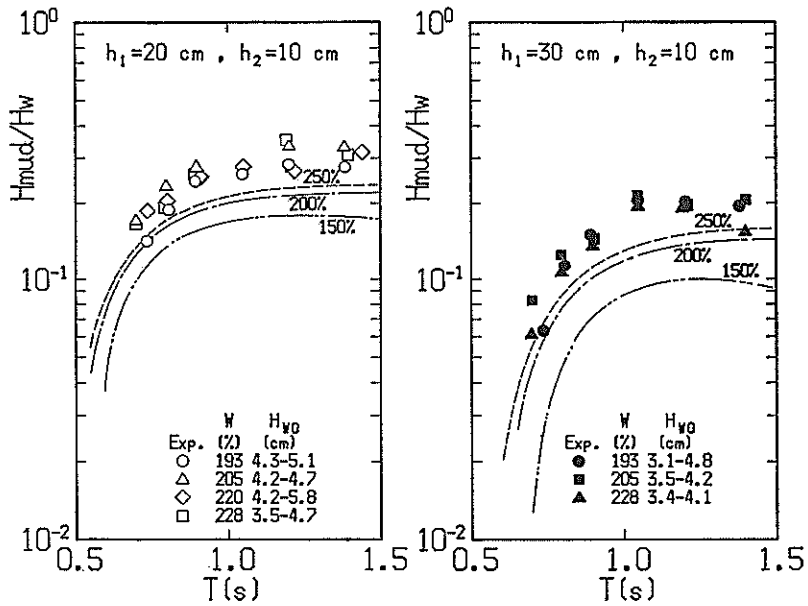 10⁰
h₁=20 cm , h₂=10 cm
Hmud/Hw
250%
200%
150%
10⁻¹
W H_WO
Exp. (%) (cm)
193 4.3-5.1
205 4.2-4.7
220 4.2-5.8
228 3.5-4.7
10⁻²
0.5 1.0 1.5
T(s)
10⁰
h₁=30 cm , h₂=10 cm
Hmud/Hw
250%
200%
150%
10⁻¹
W H_WO
Exp. (%) (cm)
193 3.1-4.8
205 3.5-4.2
228 3.4-4.1
10⁻²
0.5 1.0 1.5
T(s)